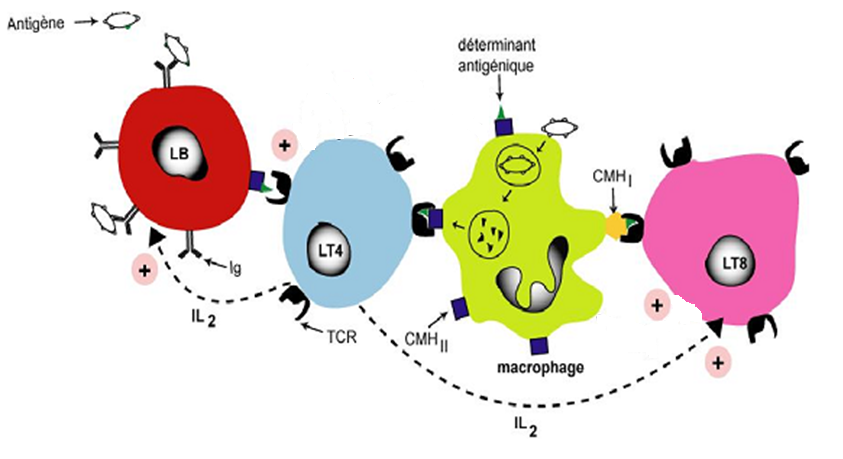 Antigène
déterminant
antigénique
LB
+
CMH I
LT4
LT8
+
Ig
+
IL 2
TCR
CMH II
macrophage
+
IL 2